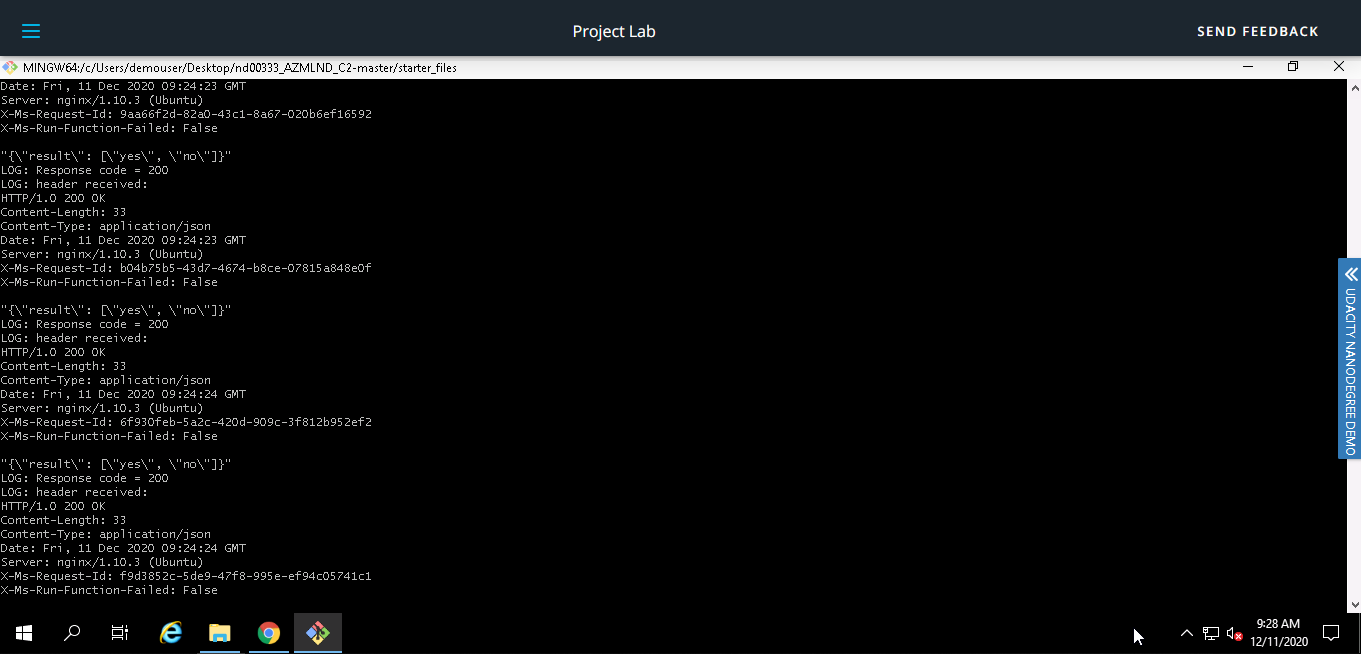 Project Lab
SEND FEEDBACK
MINGW64:/c/Users/demouser/Desktop/nd00333_AZMLND_C2-master/starter_files
Date: Fri, 11 Dec 2020 09:24:23 GMT
Server: nginx/1.10.3 (Ubuntu)
X-Ms-Request-Id: 9aa66f2d-82a0-43c1-8a67-020b6ef16592
X-Ms-Run-Function-Failed: False
"{\"result\": [\"yes\", \"no\"]}"
LOG: Response code = 200
LOG: header received:
HTTP/1.0 200 OK
Content-Length: 33
Content-Type: application/json
Date: Fri, 11 Dec 2020 09:24:23 GMT
Server: nginx/1.10.3 (Ubuntu)
X-Ms-Request-Id: b04b75b5-43d7-4674-b8ce-07815a848e0f
X-Ms-Run-Function-Failed: False
"{\"result\": [\"yes\", \"no\"]}"
LOG: Response code = 200
LOG: header received:
HTTP/1.0 200 OK
Content-Length: 33
Content-Type: application/json
Date: Fri, 11 Dec 2020 09:24:24 GMT
Server: nginx/1.10.3 (Ubuntu)
X-Ms-Request-Id: 6f930feb-5a2c-420d-909c-3f812b952ef2
X-Ms-Run-Function-Failed: False
"{\"result\": [\"yes\", \"no\"]}"
LOG: Response code = 200
LOG: header received:
HTTP/1.0 200 OK
Content-Length: 33
Content-Type: application/json
Date: Fri, 11 Dec 2020 09:24:24 GMT
Server: nginx/1.10.3 (Ubuntu)
X-Ms-Request-Id: f9d3852c-5de9-47f8-995e-ef94c05741c1
X-Ms-Run-Function-Failed: False
UDACITY NANODEGREE DEMO
9:28 AM
12/11/2020